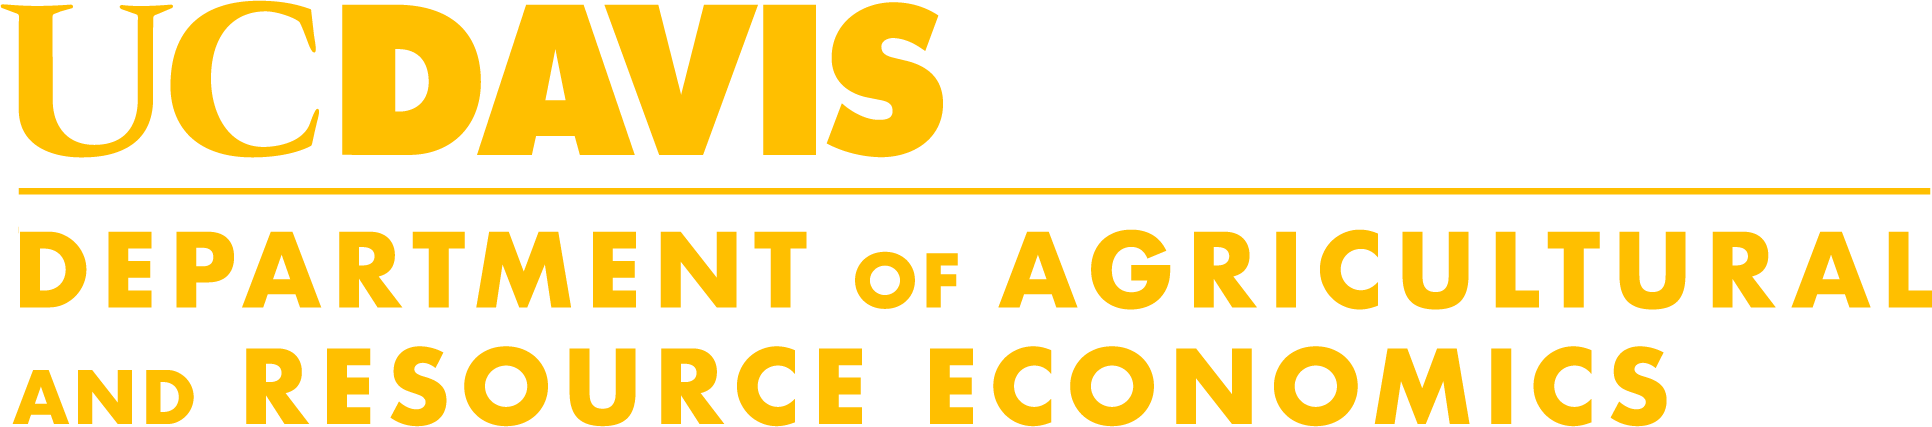 UCDAVIS
DEPARTMENT OF AGRICULTURAL
AND RESOURCE ECONOMICS